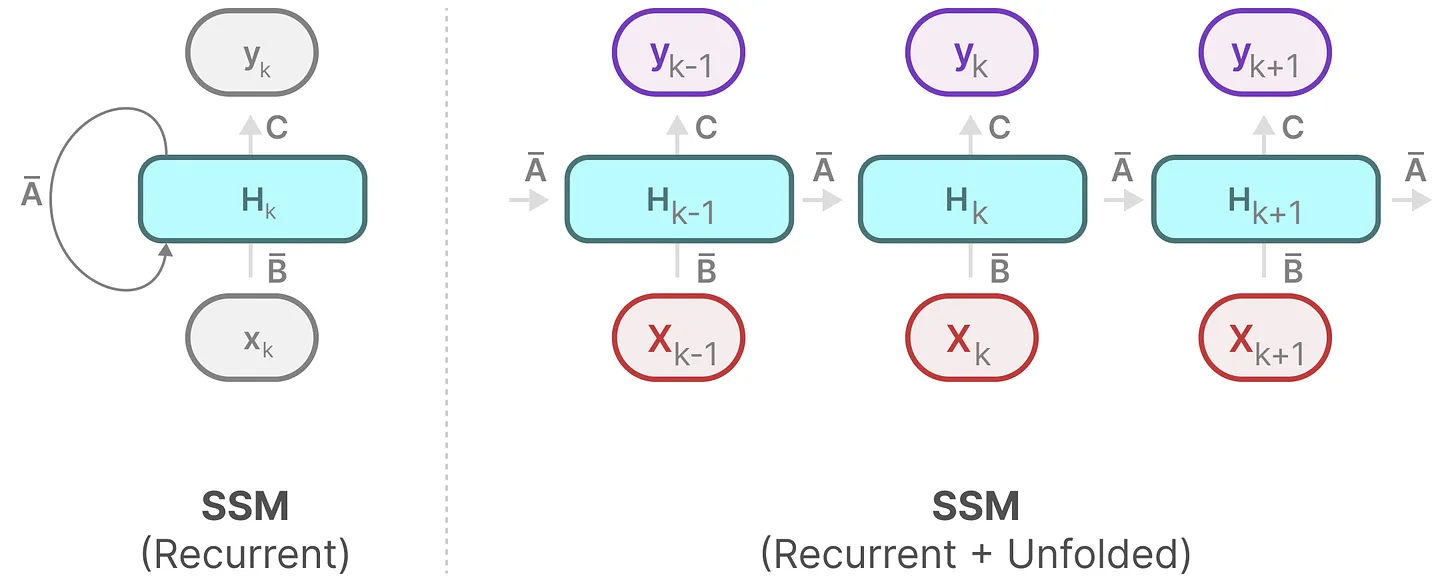 yₖ
C
A̅
Hₖ
B̅
xₖ
SSM
(Recurrent)
yₖ₋₁ yₖ yₖ₊₁
C C C
A̅ A̅ A̅ A̅
Hₖ₋₁ Hₖ Hₖ₊₁
B̅ B̅ B̅
Xₖ₋₁ Xₖ Xₖ₊₁
SSM
(Recurrent + Unfolded)